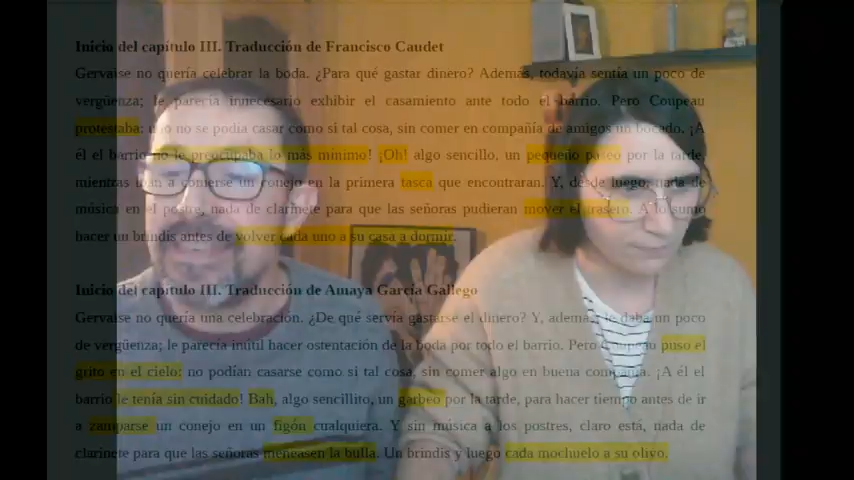 Inicio del capítulo III. Traducción de Francisco Caudet
Gervaise no quería celebrar la boda. ¿Para qué gastar dinero? Además, todavía sentía un poco de
vergüenza; le parecía innecesario exhibir el casamiento ante todo el barrio. Pero Coupeau
protestaba: uno no se podía casar como si tal cosa, sin comer en compañía de amigos un bocado. ¡A
él el barrio no le preocupaba lo más mínimo! ¡Oh! algo sencillo, un pequeño paseo por la tarde,
mientras iban a comerse un conejo en la primera tasca que encontraran. Y, desde luego, nada de
música en el postre, nada de clarinete para que las señoras pudieran mover el trasero. A lo sumo
hacer un brindis antes de volver cada uno a su casa a dormir.
Inicio del capítulo III. Traducción de Amaya García Gallego
Gervaise no quería una celebración. ¿De qué servía gastarse el dinero? Y, además, le daba un poco
de vergüenza; le parecía inútil hacer ostentación de la boda por todo el barrio. Pero Coupeau puso el
grito en el cielo: no podían casarse como si tal cosa, sin comer algo en buena compañía. ¡A él el
barrio le tenía sin cuidado! Bah, algo sencillito, un garbeo por la tarde, para hacer tiempo antes de ir
a zamparse un conejo en un figón cualquiera. Y sin música a los postres, claro está, nada de
clarinete para que las señoras meneasen la bulla. Un brindis y luego cada mochuelo a su olivo.